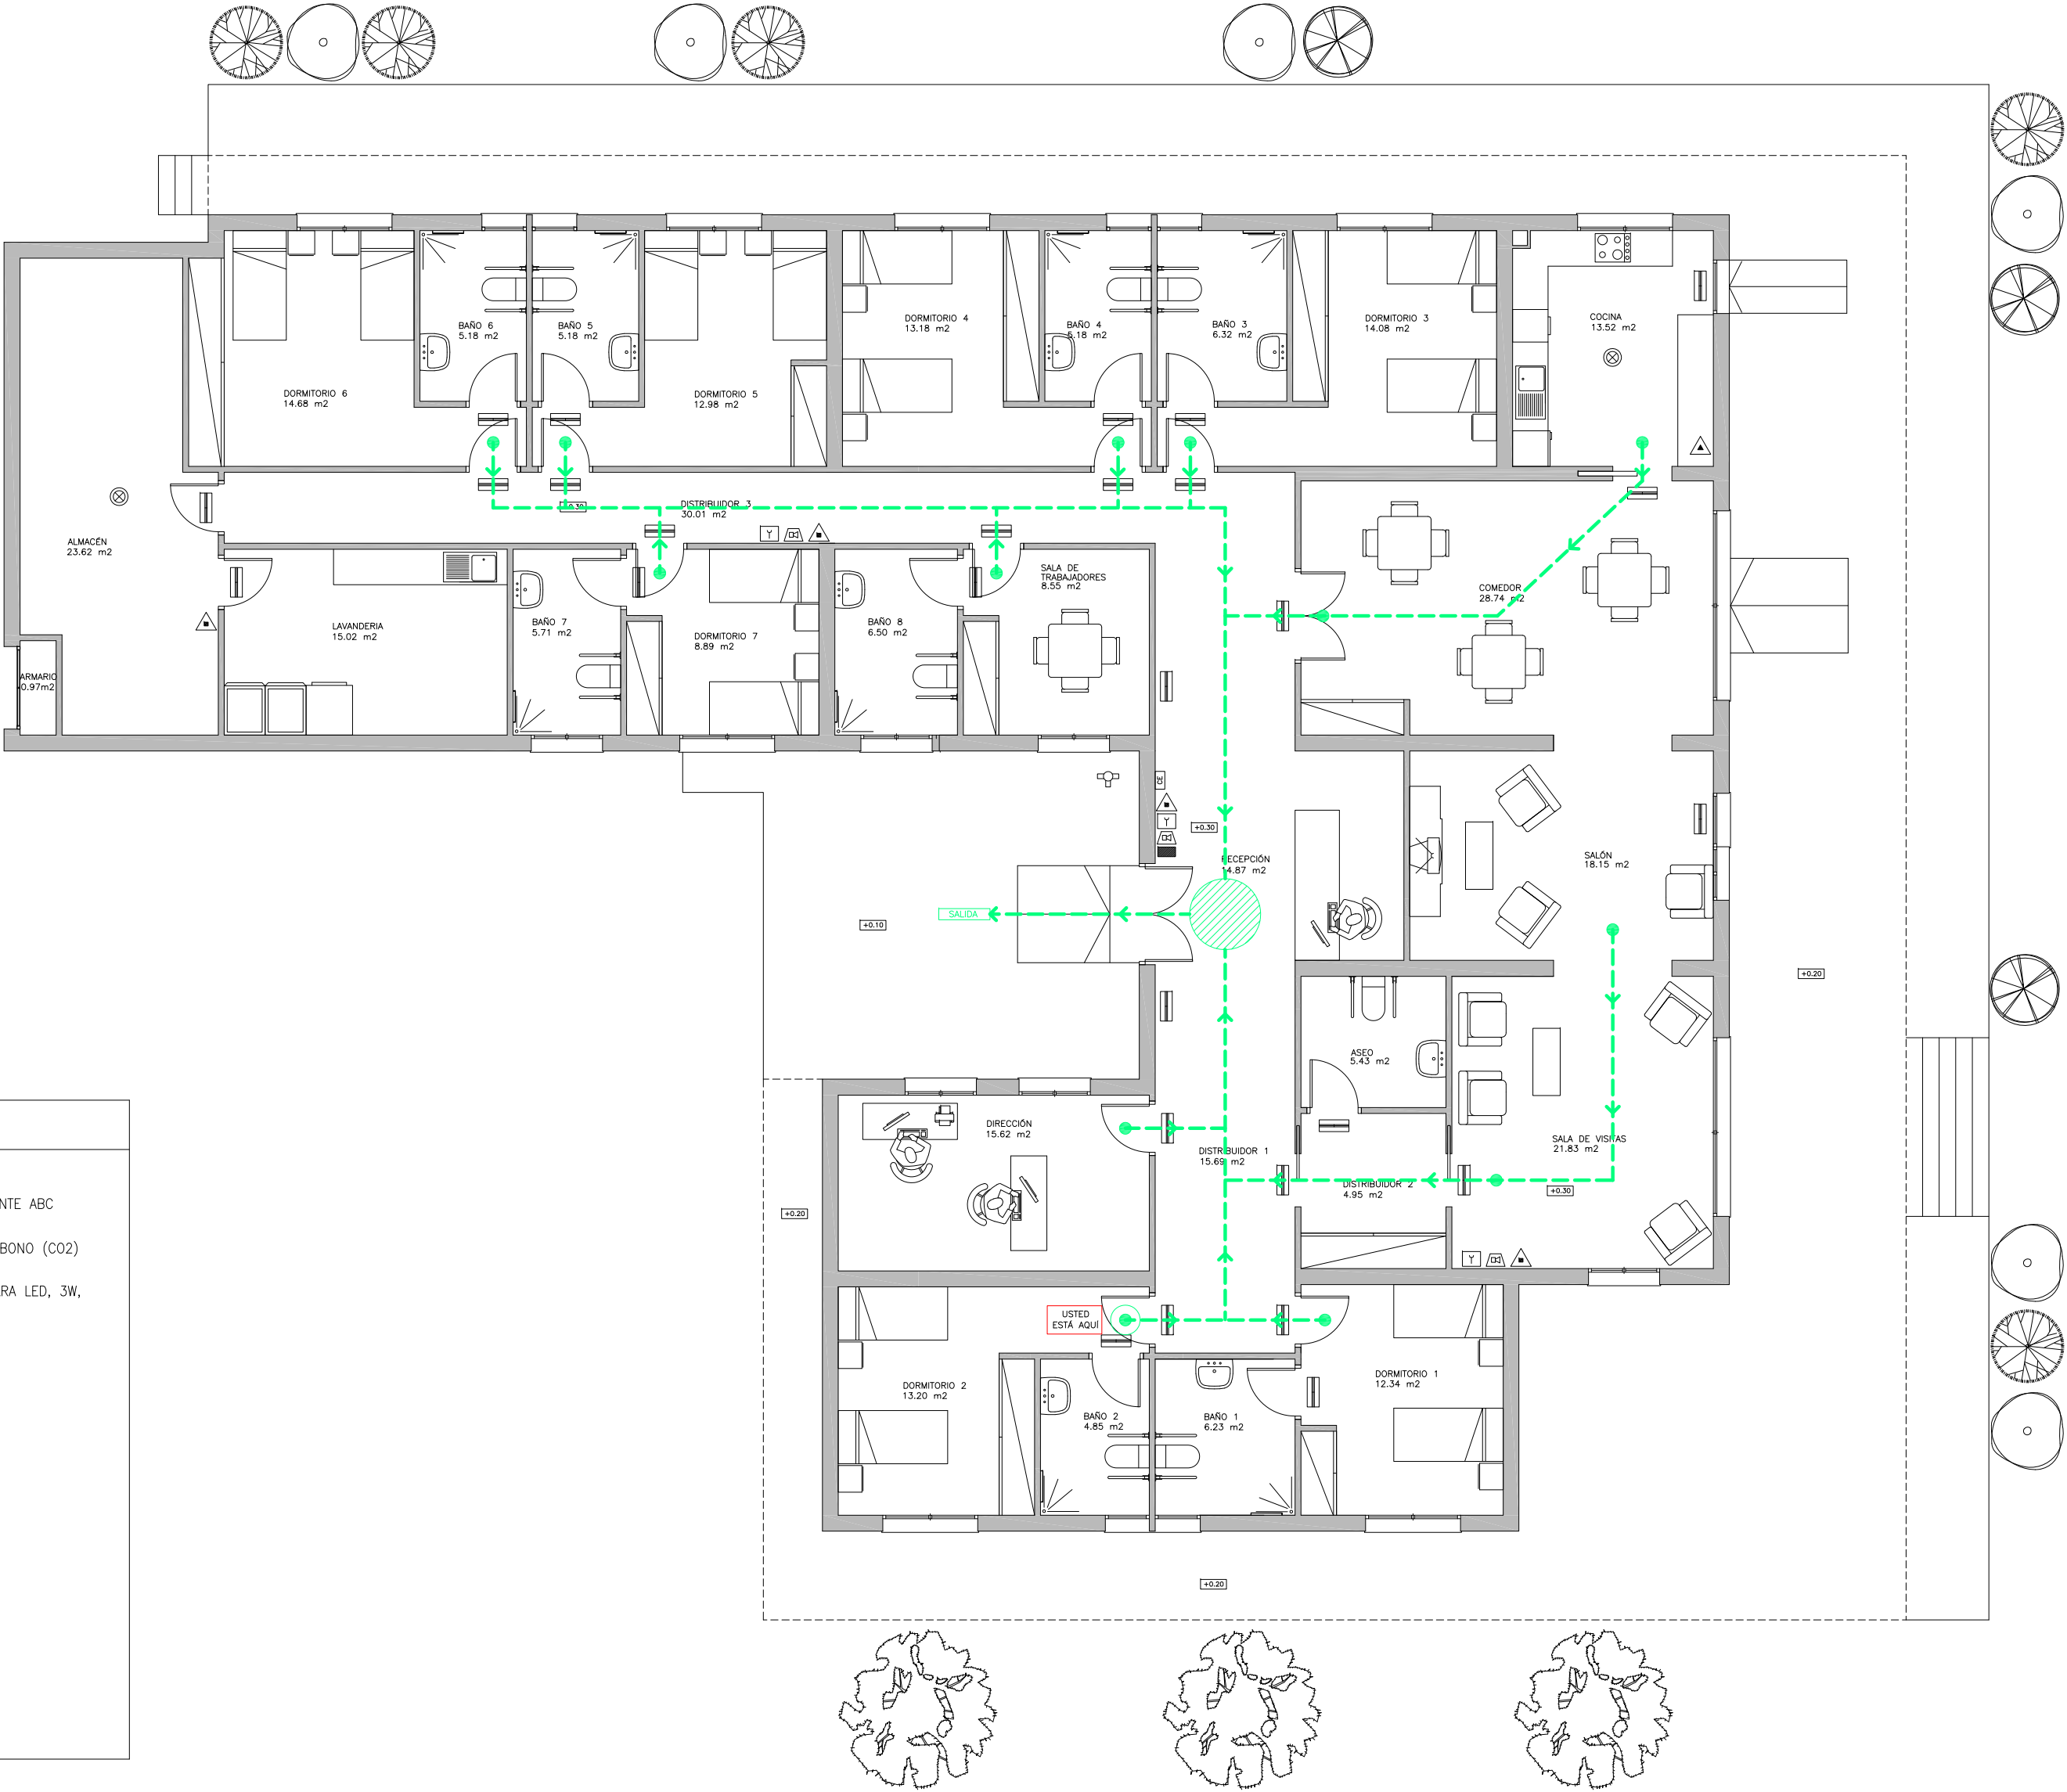 BAÑO 6
5.18 m2
BAÑO 5
5.18 m2
DORMITORIO 4
13.18 m2
BAÑO 4
5.18 m2
BAÑO 3
6.32 m2
DORMITORIO 3
14.08 m2
COCINA
13.52 m2
DORMITORIO 6
14.68 m2
DORMITORIO 5
12.98 m2
DISTRIBUIDOR 3
30.01 m2
+0.30
ALMACÉN
23.62 m2
ARMARIO
0.97m2
LAVANDERIA
15.02 m2
BAÑO 7
5.71 m2
DORMITORIO 7
8.89 m2
BAÑO 8
6.50 m2
SALA DE
TRABAJADORES
8.55 m2
COMEDOR
28.74 m2
CE
+0.30
RECEPCIÓN
14.87 m2
SALÓN
18.15 m2
SALIDA
+0.10
+0.20
ASEO
5.43 m2
DIRECCIÓN
15.62 m2
DISTRIBUIDOR 1
15.69 m2
SALA DE VISITAS
21.83 m2
DISTRIBUIDOR 2
4.95 m2
+0.30
+0.20
USTED
ESTÁ AQUÍ
DORMITORIO 2
13.20 m2
BAÑO 2
4.85 m2
BAÑO 1
6.23 m2
DORMITORIO 1
12.34 m2
+0.20
NTE ABC
BONO (CO2)
RA LED, 3W,